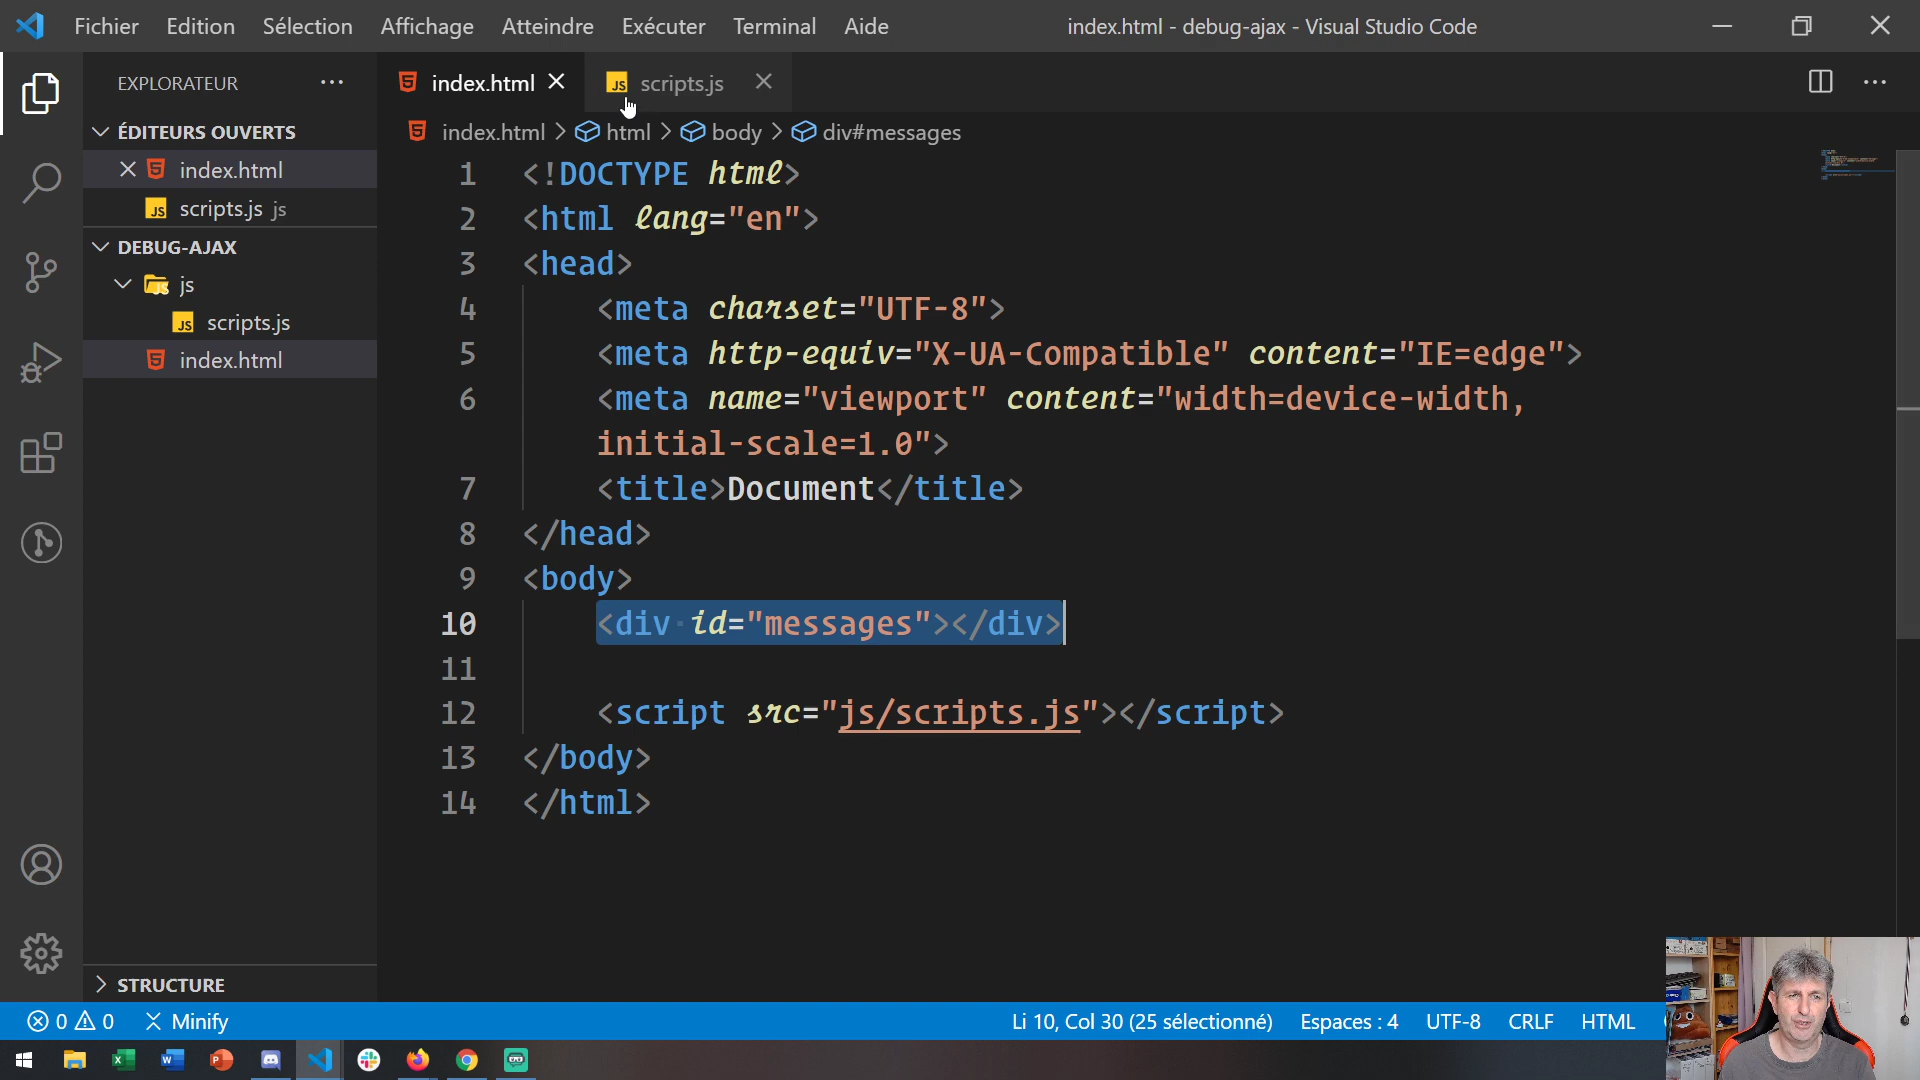 Fichier Edition Sélection Affichage Atteindre Exécuter Terminal Aide index.html - debug-ajax - Visual Studio Code
EXPLORATEUR
ÉDITEURS OUVERTS
index.html
scripts.js js
DEBUG-AJAX
js
scripts.js
index.html
STRUCTURE
index.html scripts.js
index.html > html > body > div#messages
1 <!DOCTYPE html>
2 <html lang="en">
3 <head>
4 <meta charset="UTF-8">
5 <meta http-equiv="X-UA-Compatible" content="IE=edge">
6 <meta name="viewport" content="width=device-width,
initial-scale=1.0">
7 <title>Document</title>
8 </head>
9 <body>
10 <div id="messages"></div>
11
12 <script src="js/scripts.js"></script>
13 </body>
14 </html>
0 0 Minify Li 10, Col 30 (25 sélectionné) Espaces : 4 UTF-8 CRLF HTML